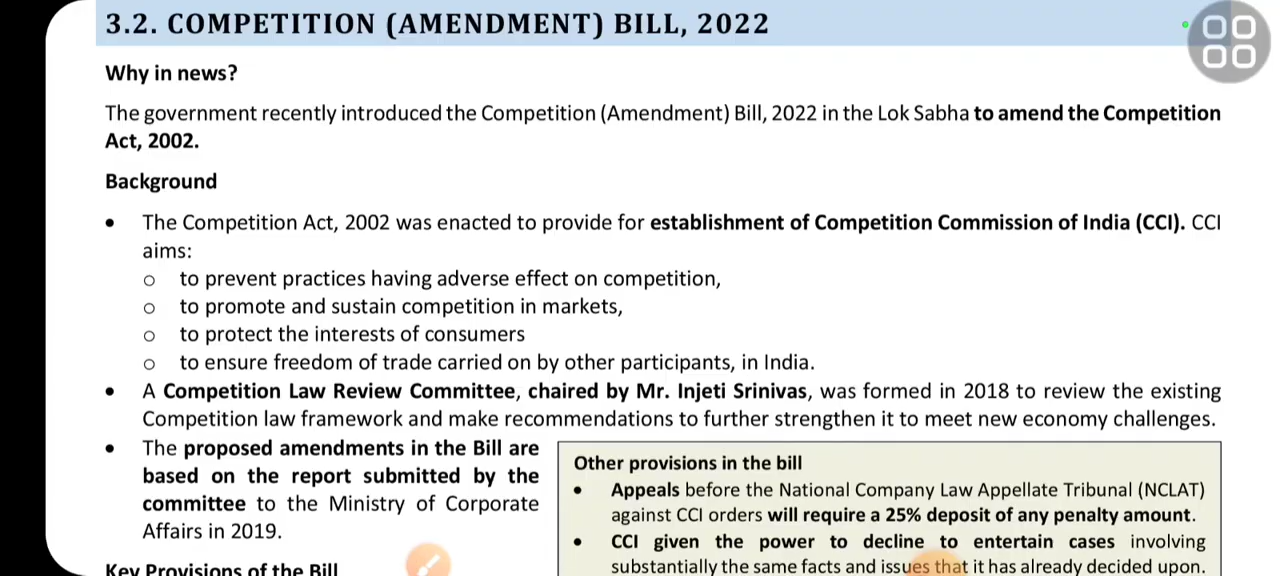 3.2. COMPETITION (AMENDMENT) BILL, 2022
Why in news?
The government recently introduced the Competition (Amendment) Bill, 2022 in the Lok Sabha to amend the Competition
Act, 2002.
Background
• The Competition Act, 2002 was enacted to provide for establishment of Competition Commission of India (CCI). CCI
aims:
o to prevent practices having adverse effect on competition,
o to promote and sustain competition in markets,
o to protect the interests of consumers
o to ensure freedom of trade carried on by other participants, in India.
• A Competition Law Review Committee, chaired by Mr. Injeti Srinivas, was formed in 2018 to review the existing
Competition law framework and make recommendations to further strengthen it to meet new economy challenges.
• The proposed amendments in the Bill are
based on the report submitted by the
committee to the Ministry of Corporate
Affairs in 2019.
Key Provisions of the Bill
Other provisions in the bill
• Appeals before the National Company Law Appellate Tribunal (NCLAT)
against CCI orders will require a 25% deposit of any penalty amount.
• CCI given the power to decline to entertain cases involving
substantially the same facts and issues that it has already decided upon.